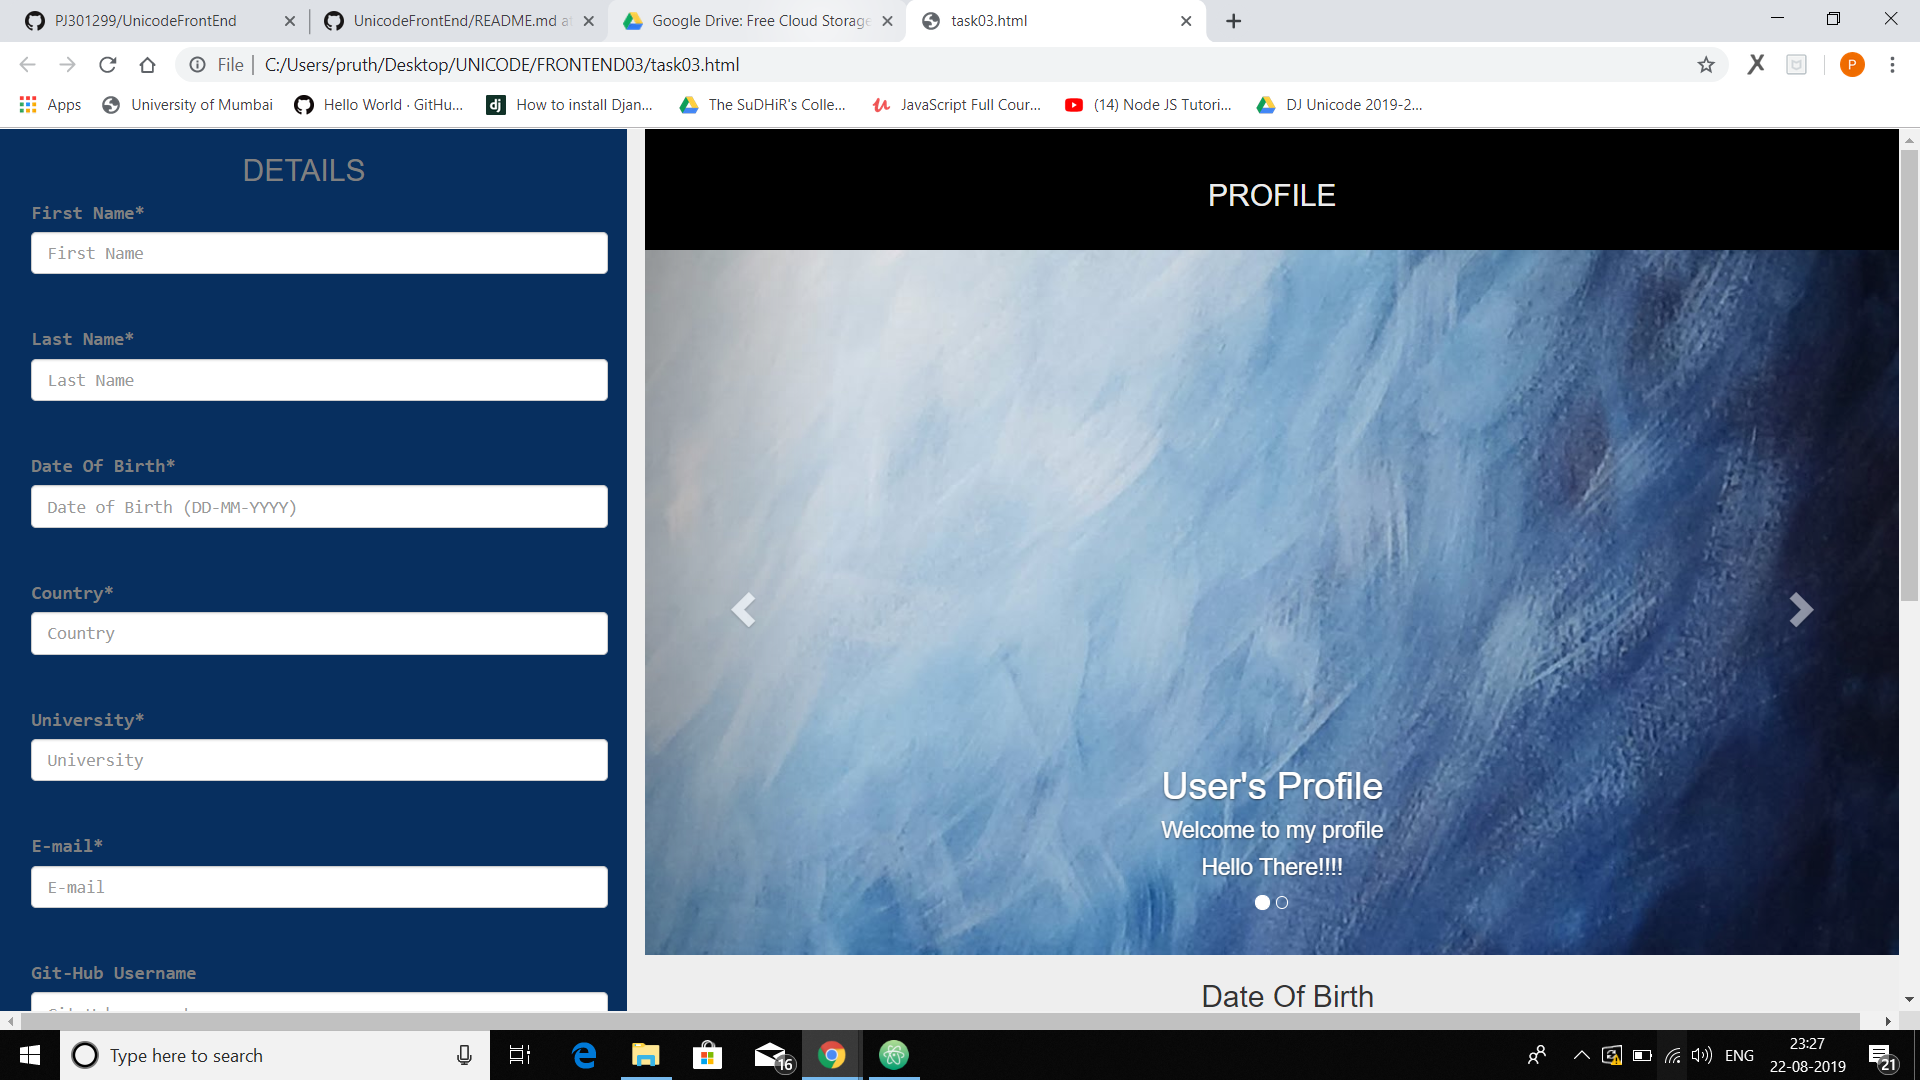 PJ301299/UnicodeFrontEnd
UnicodeFrontEnd/README.md at
Google Drive: Free Cloud Storage
task03.html
File
C:/Users/pruth/Desktop/UNICODE/FRONTEND03/task03.html
P
Apps
University of Mumbai
Hello World · GitHu...
dj
How to install Djan...
The SuDHiR's Colle...
JavaScript Full Cour...
(14) Node JS Tutori...
DJ Unicode 2019-2...
DETAILS
First Name*
First Name
Last Name*
Last Name
Date Of Birth*
Date of Birth (DD-MM-YYYY)
Country*
Country
University*
University
E-mail*
E-mail
Git-Hub Username
PROFILE
User's Profile
Welcome to my profile
Hello There!!!!
Date Of Birth
Type here to search
16
ENG
23:27
22-08-2019
21